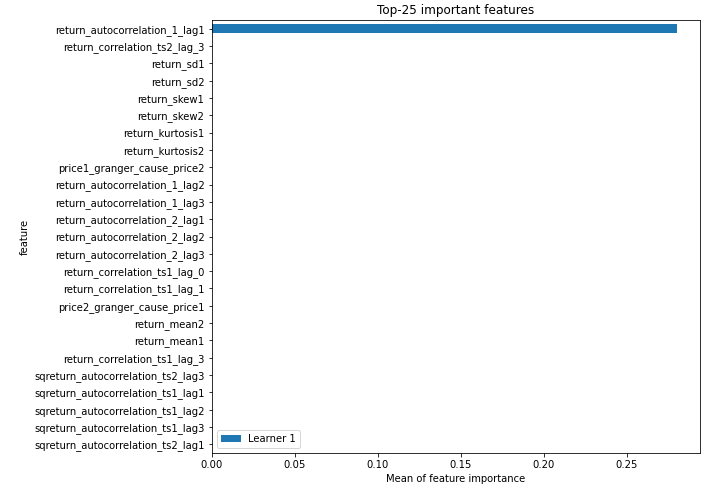 Top-25 important features
return_autocorrelation_1_lag1
return_correlation_ts2_lag_3
return_sd1
return_sd2
return_skew1
return_skew2
return_kurtosis1
return_kurtosis2
price1_granger_cause_price2
return_autocorrelation_1_lag2
return_autocorrelation_1_lag3
return_autocorrelation_2_lag1
return_autocorrelation_2_lag2
return_autocorrelation_2_lag3
return_correlation_ts1_lag_0
return_correlation_ts1_lag_1
price2_granger_cause_price1
return_mean2
return_mean1
return_correlation_ts1_lag_3
sqreturn_autocorrelation_ts2_lag3
sqreturn_autocorrelation_ts1_lag1
sqreturn_autocorrelation_ts1_lag2
sqreturn_autocorrelation_ts1_lag3
sqreturn_autocorrelation_ts2_lag1
feature
Learner 1
0.00 0.05 0.10 0.15 0.20 0.25
Mean of feature importance